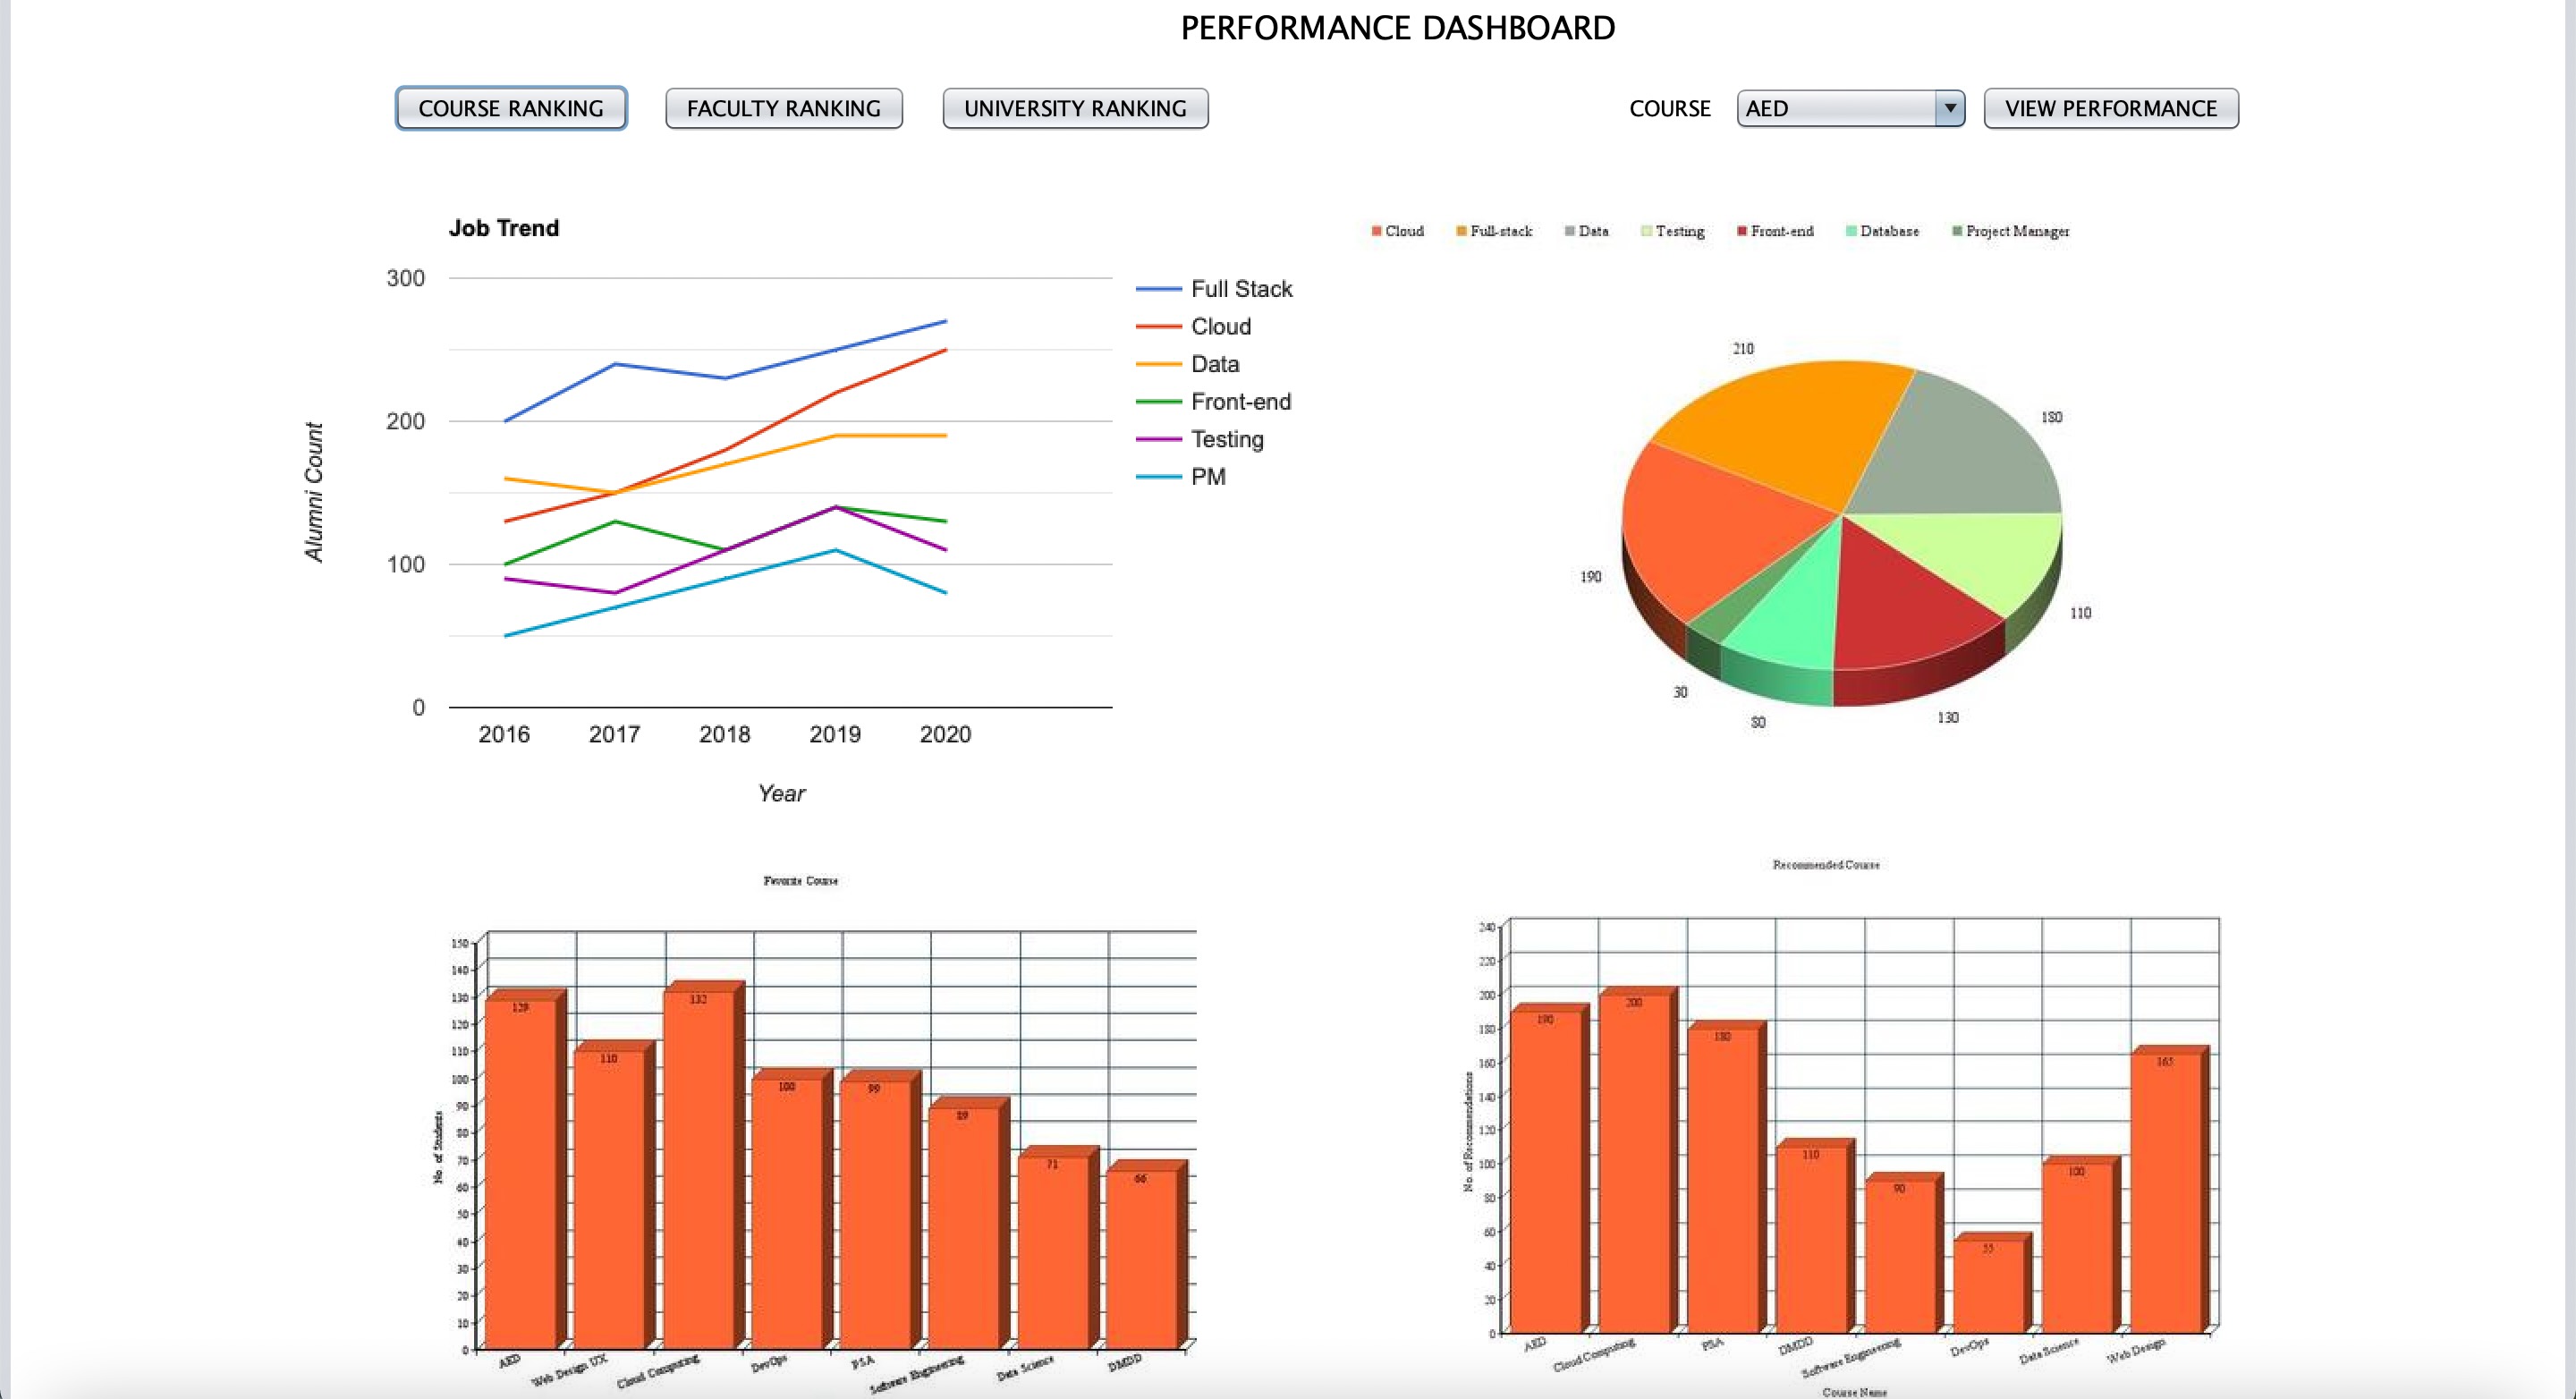 PERFORMANCE DASHBOARD
COURSE RANKING FACULTY RANKING UNIVERSITY RANKING COURSE AED VIEW PERFORMANCE
Job Trend
300
200
100
0
Alumni Count
2016 2017 2018 2019 2020
Year
Full Stack
Cloud
Data
Front-end
Testing
PM
Cloud Full-stack Data Testing Front-end Database Project Manager
210
180
190
110
30
80
130
Favorite Course
150
140
130
120
110
100
90
80
70
60
50
40
30
20
10
0
No. of Students
129 110 132 100 99 89 71 66
AED Web Design UX Cloud Computing DevOps PSA Software Engineering Data Science DMDD
Recommended Course
240
220
200
180
160
140
120
100
80
60
40
20
0
No. of Recommendations
190 200 180 110 90 55 100 165
AED Cloud Computing PSA DMDD Software Engineering DevOps Data Science Web Design
Course Name